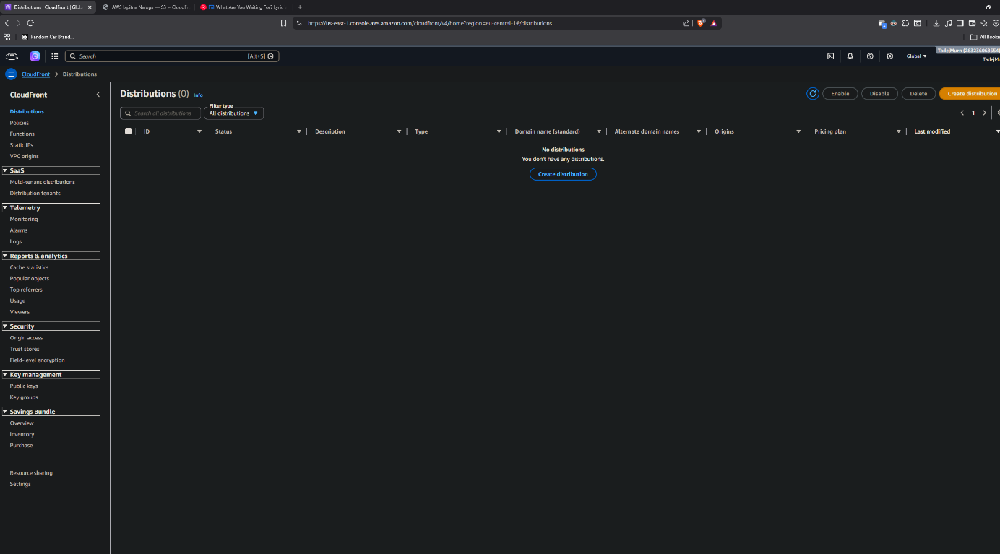 Distributions | CloudFront | Glob
AWS Izpitna Naloga — S3 – CloudFr
What Are You Waiting For? Lyric
https://us-east-1.console.aws.amazon.com/cloudfront/v4/home?region=eu-central-1#/distributions
Random Car Brand...
All Bookm
aws
Search
[Alt+S]
Global
TadejMurn (283236068654)
TadejMu
CloudFront
Distributions
CloudFront
Distributions
Policies
Functions
Static IPs
VPC origins
SaaS
Multi-tenant distributions
Distribution tenants
Telemetry
Monitoring
Alarms
Logs
Reports & analytics
Cache statistics
Popular objects
Top referrers
Usage
Viewers
Security
Origin access
Trust stores
Field-level encryption
Key management
Public keys
Key groups
Savings Bundle
Overview
Inventory
Purchase
Resource sharing
Settings
Distributions (0) Info
Enable
Disable
Delete
Create distribution
Search all distributions
Filter type
All distributions
1
ID
Status
Description
Type
Domain name (standard)
Alternate domain names
Origins
Pricing plan
Last modified
No distributions
You don't have any distributions.
Create distribution